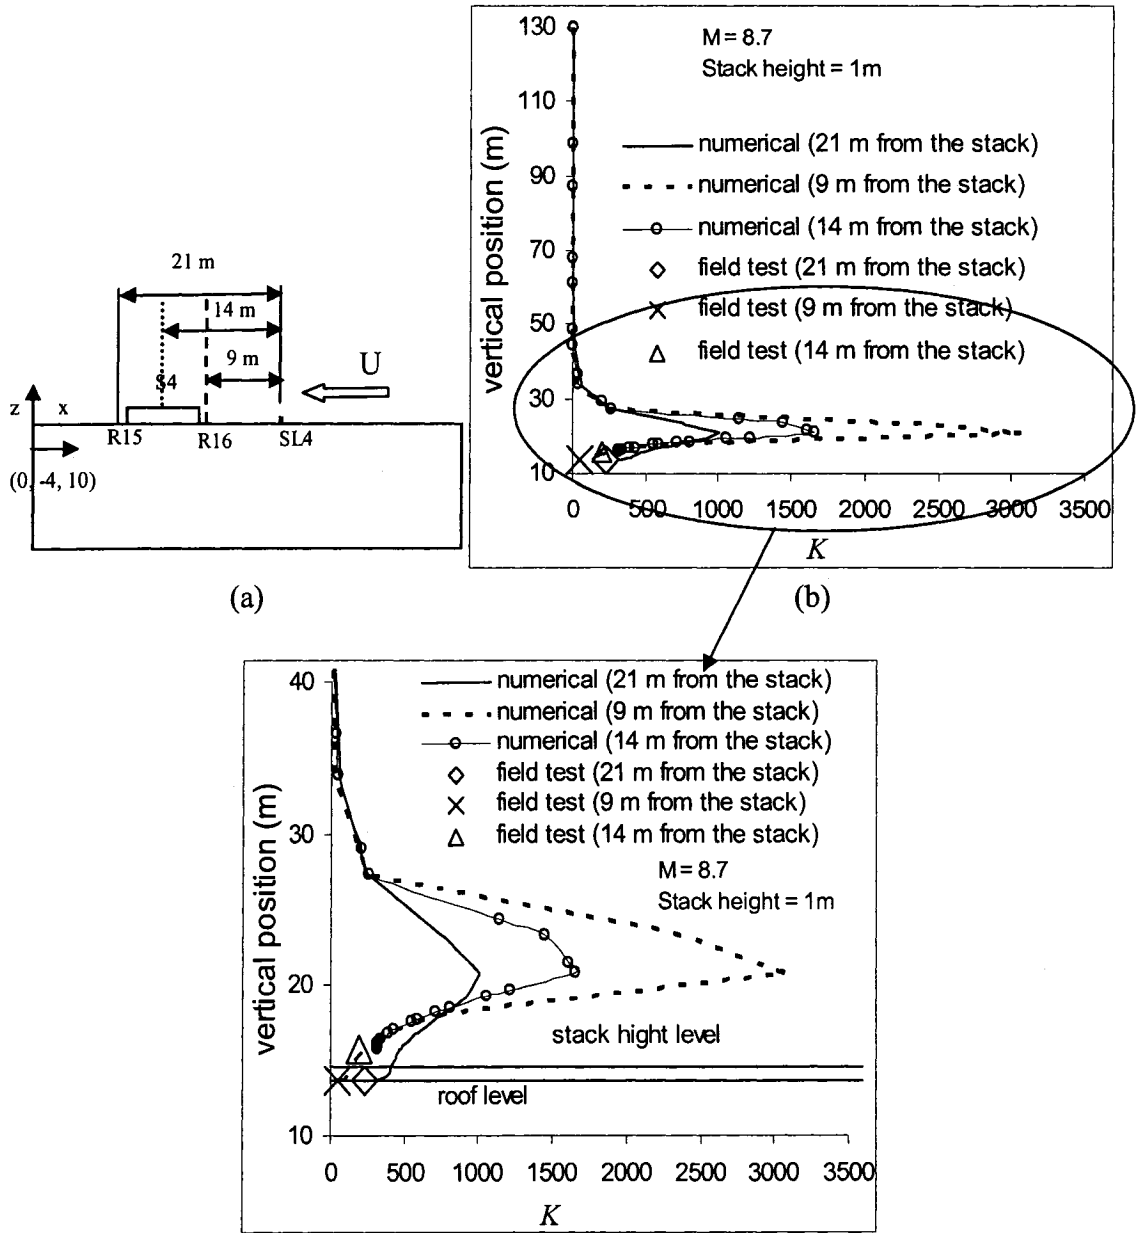 21 m
14 m
9 m
S4
U
z
x
R15
R16
SL4
(0, -4, 10)
(a)
130
110
90
70
50
30
10
vertical position (m)
M = 8.7
Stack height = 1m
numerical (21 m from the stack)
numerical (9 m from the stack)
numerical (14 m from the stack)
field test (21 m from the stack)
field test (9 m from the stack)
field test (14 m from the stack)
0 500 1000 1500 2000 2500 3000 3500
K
(b)
40
30
20
10
vertical position (m)
numerical (21 m from the stack)
numerical (9 m from the stack)
numerical (14 m from the stack)
field test (21 m from the stack)
field test (9 m from the stack)
field test (14 m from the stack)
M = 8.7
Stack height = 1m
stack hight level
roof level
0 500 1000 1500 2000 2500 3000 3500
K